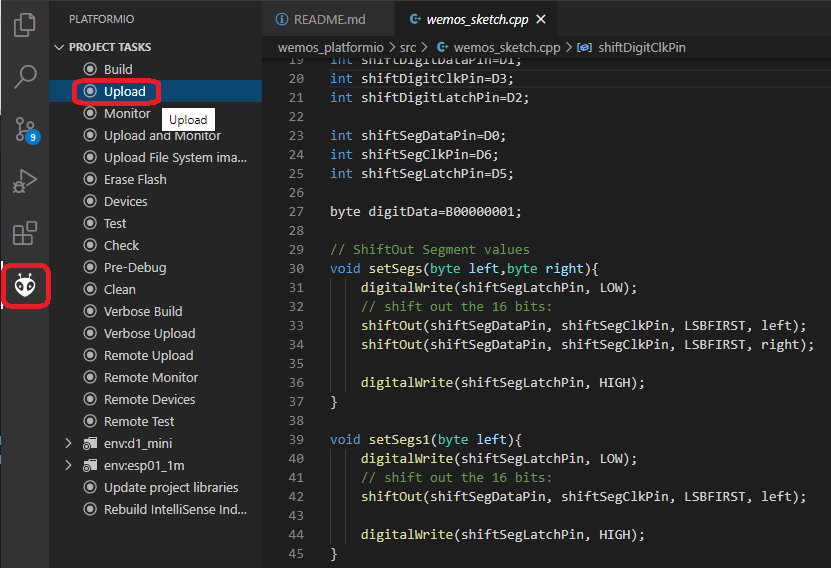 PLATFORMIO
PROJECT TASKS
Build
Upload
Monitor
Upload
Upload and Monitor
Upload File System ima...
Erase Flash
Devices
Test
Check
Pre-Debug
Clean
Verbose Build
Verbose Upload
Remote Upload
Remote Monitor
Remote Devices
Remote Test
env:d1_mini
env:esp01_1m
Update project libraries
Rebuild IntelliSense Ind...
9
README.md
wemos_sketch.cpp
wemos_platformio > src > wemos_sketch.cpp > shiftDigitClkPin
19 int shiftDigitDataPin=D1;
20 int shiftDigitClkPin=D3;
21 int shiftDigitLatchPin=D2;
22
23 int shiftSegDataPin=D0;
24 int shiftSegClkPin=D6;
25 int shiftSegLatchPin=D5;
26
27 byte digitData=B00000001;
28
29 // ShiftOut Segment values
30 void setSegs(byte left,byte right){
31 digitalWrite(shiftSegLatchPin, LOW);
32 // shift out the 16 bits:
33 shiftOut(shiftSegDataPin, shiftSegClkPin, LSBFIRST, left);
34 shiftOut(shiftSegDataPin, shiftSegClkPin, LSBFIRST, right);
35
36 digitalWrite(shiftSegLatchPin, HIGH);
37 }
38
39 void setSegs1(byte left){
40 digitalWrite(shiftSegLatchPin, LOW);
41 // shift out the 16 bits:
42 shiftOut(shiftSegDataPin, shiftSegClkPin, LSBFIRST, left);
43
44 digitalWrite(shiftSegLatchPin, HIGH);
45 }